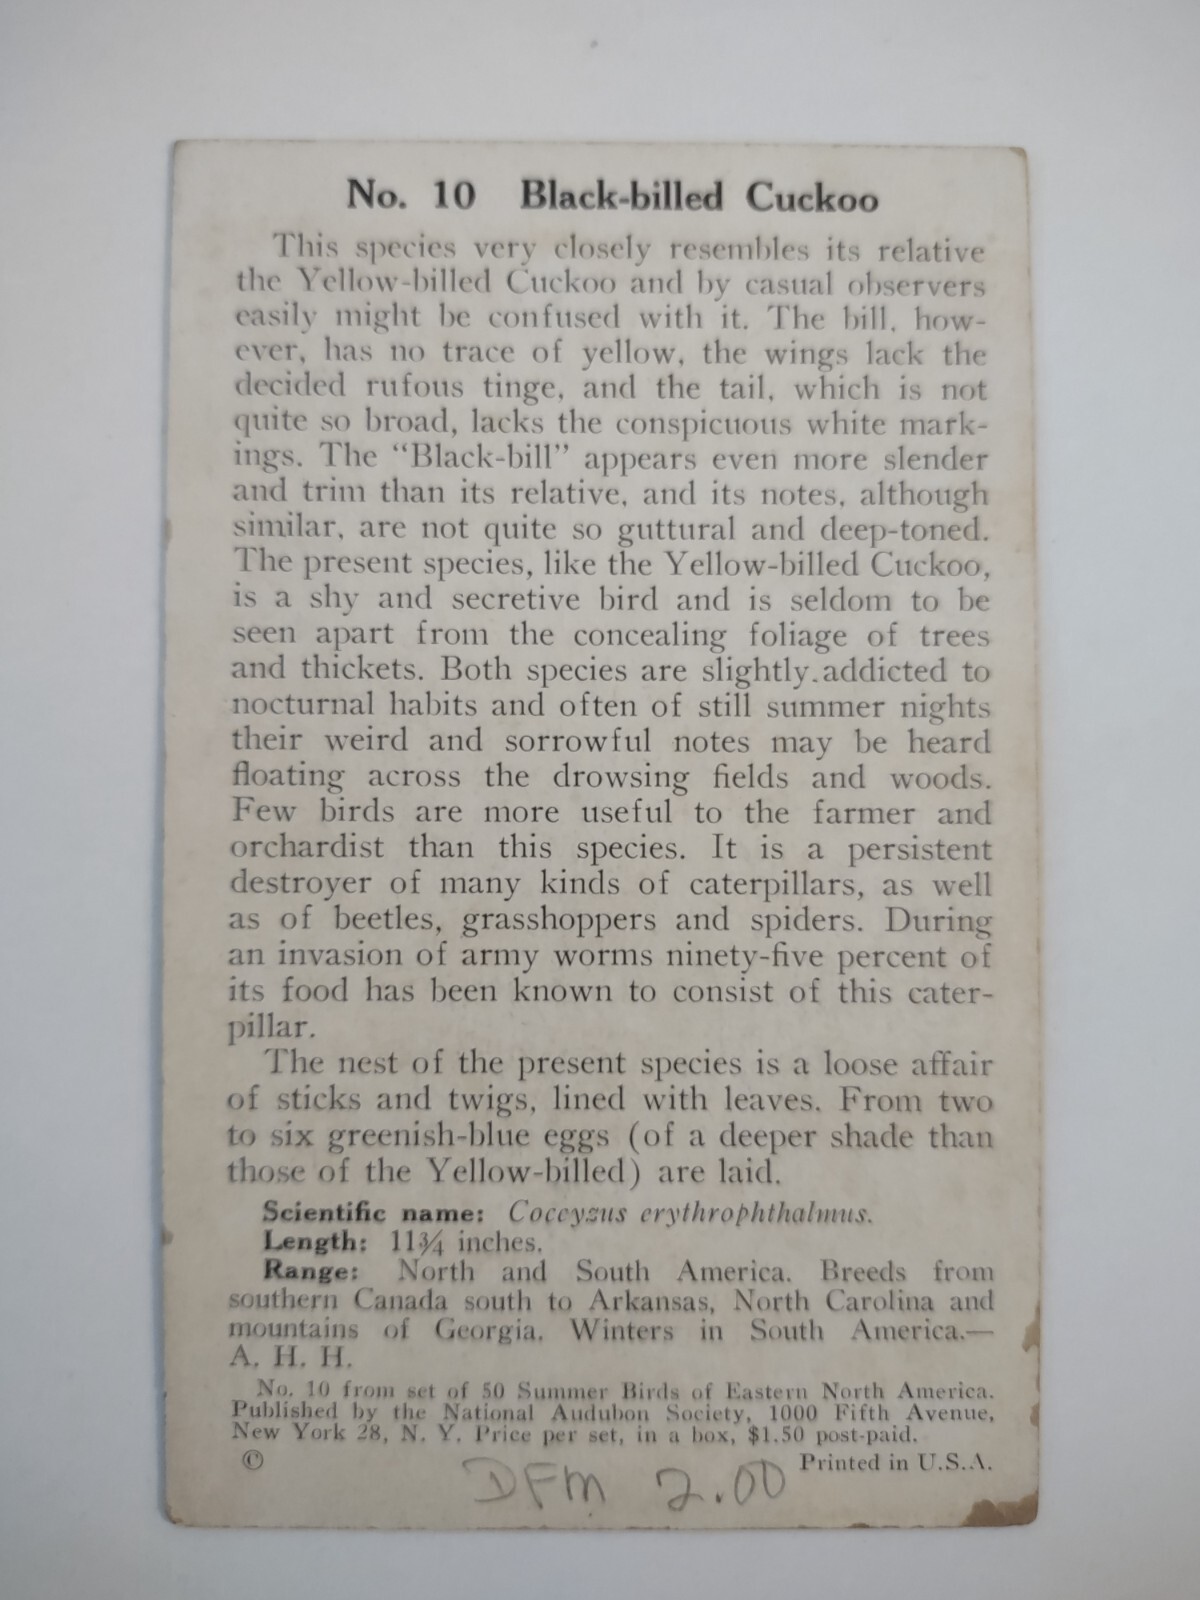 No. 10 Black-billed Cuckoo
This species very closely resembles its relative
the Yellow-billed Cuckoo and by casual observers
easily might be confused with it. The bill, how-
ever, has no trace of yellow, the wings lack the
decided rufous tinge, and the tail, which is not
quite so broad, lacks the conspicuous white mark-
ings. The “Black-bill” appears even more slender
and trim than its relative, and its notes, although
similar, are not quite so guttural and deep-toned.
The present species, like the Yellow-billed Cuckoo,
is a shy and secretive bird and is seldom to be
seen apart from the concealing foliage of trees
and thickets. Both species are slightly.addicted to
nocturnal habits and often of still summer nights
their weird and sorrowful notes may be heard
floating across the drowsing fields and woods.
Few birds are more useful to the farmer and
orchardist than this species. It is a persistent
destroyer of many kinds of caterpillars, as well
as of beetles, grasshoppers and spiders. During
an invasion of army worms ninety-five percent of
its food has been known to consist of this cater-
pillar.
The nest of the present species is a loose affair
of sticks and twigs, lined with leaves. From two
to six greenish-blue eggs (of a deeper shade than
those of the Yellow-billed) are laid.
Scientific name: Coccyzus erythrophthalmus.
Length: 11¾ inches.
Range: North and South America. Breeds from
southern Canada south to Arkansas, North Carolina and
mountains of Georgia. Winters in South America.—
A. H. H.
No. 10 from set of 50 Summer Birds of Eastern North America.
Published by the National Audubon Society, 1000 Fifth Avenue,
New York 28, N. Y. Price per set, in a box, $1.50 post-paid.
© Printed in U.S.A.
DFM 2.00